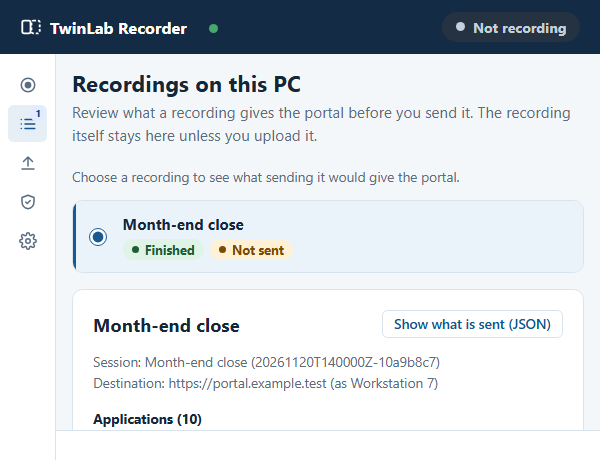 TwinLab Recorder
Not recording
1
Recordings on this PC
Review what a recording gives the portal before you send it. The recording
itself stays here unless you upload it.
Choose a recording to see what sending it would give the portal.
Month-end close
Finished
Not sent
Month-end close
Show what is sent (JSON)
Session: Month-end close (20261120T140000Z-10a9b8c7)
Destination: https://portal.example.test (as Workstation 7)
Applications (10)